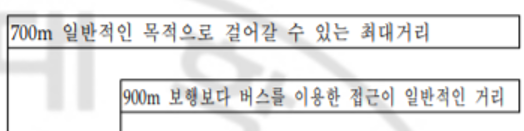 700m 일반적인 목적으로 걸어갈 수 있는 최대거리
900m 보행보다 버스를 이용한 접근이 일반적인 거리